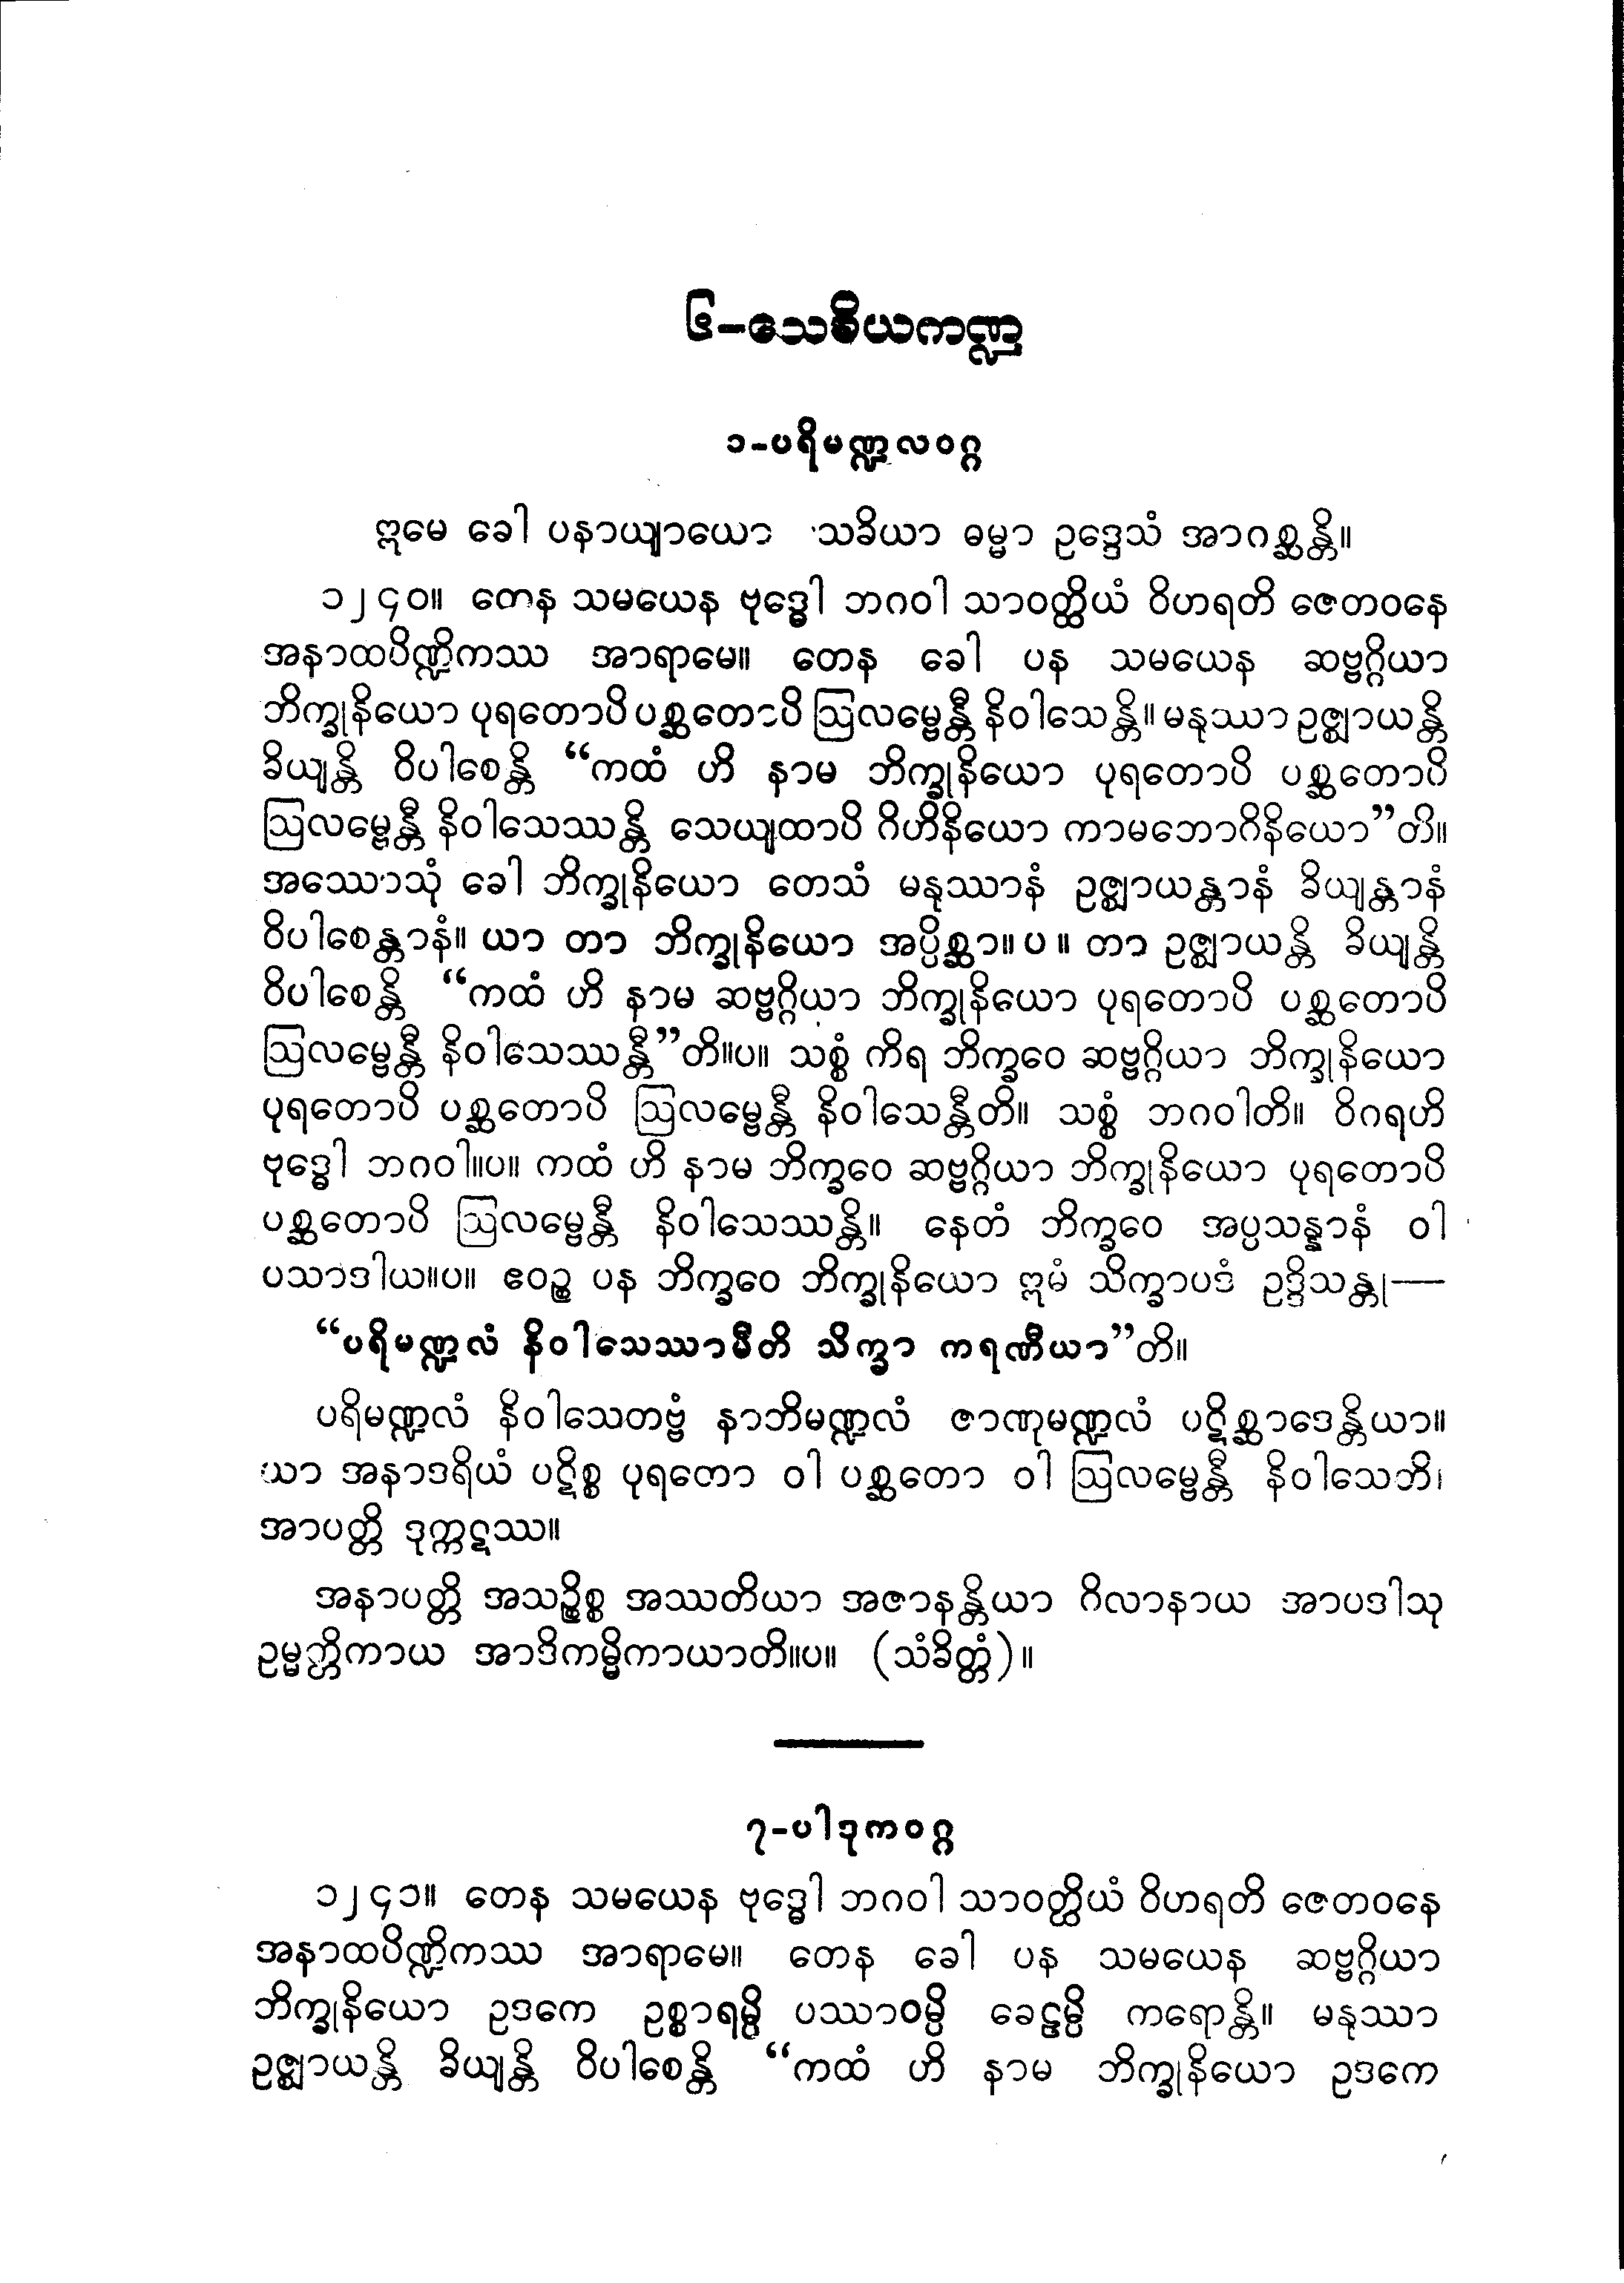 ၆-သေခိယကဏ္ဍ
၁-ပရိမဏ္ဍလဝဂ္ဂ
ဣမေ ခေါ ပနာယျာယော သခိယာ ဓမ္မာ ဥဒ္ဒေသံ အာဂစ္ဆန္တိ။
၁၂၄၀။ တေန သမယေန ဗုဒ္ဓေါ ဘဂဝါ သာဝတ္ထိယံ ဝိဟရတိ ဇေတဝနေ
အနာထပိဏ္ဍိကဿ အာရာမေ။ တေန ခေါ ပန သမယေန ဆဗ္ဗဂ္ဂိယာ
ဘိက္ခုနိယော ပုရတောပိ ပစ္ဆတောပိ ဩလမ္ဗေန္တီ နိဝါသေန္တိ။ မနုဿာ ဥဇ္ဈာယန္တိ
ခိယျန္တိ ဝိပါစေန္တိ “ကထံ ဟိ နာမ ဘိက္ခုနိယော ပုရတောပိ ပစ္ဆတောပိ
ဩလမ္ဗေန္တီ နိဝါသေဿန္တိ သေယျထာပိ ဂိဟိနိယော ကာမဘောဂိနိယော”တိ။
အဿောသုံ ခေါ ဘိက္ခုနိယော တေသံ မနုဿာနံ ဥဇ္ဈာယန္တာနံ ခိယျန္တာနံ
ဝိပါစေန္တာနံ။ ယာ တာ ဘိက္ခုနိယော အပ္ပိစ္ဆာ။ ပ ။ တာ ဥဇ္ဈာယန္တိ ခိယျန္တိ
ဝိပါစေန္တိ “ကထံ ဟိ နာမ ဆဗ္ဗဂ္ဂိယာ ဘိက္ခုနိယော ပုရတောပိ ပစ္ဆတောပိ
ဩလမ္ဗေန္တီ နိဝါသေဿန္တီ”တိ။ပ။ သစ္စံ ကိရ ဘိက္ခဝေ ဆဗ္ဗဂ္ဂိယာ ဘိက္ခုနိယော
ပုရတောပိ ပစ္ဆတောပိ ဩလမ္ဗေန္တီ နိဝါသေန္တီတိ။ သစ္စံ ဘဂဝါတိ။ ဝိဂရဟိ
ဗုဒ္ဓေါ ဘဂဝါ။ပ။ ကထံ ဟိ နာမ ဘိက္ခဝေ ဆဗ္ဗဂ္ဂိယာ ဘိက္ခုနိယော ပုရတောပိ
ပစ္ဆတောပိ ဩလမ္ဗေန္တီ နိဝါသေဿန္တိ။ နေတံ ဘိက္ခဝေ အပ္ပသန္နာနံ ဝါ
ပသာဒါယ။ပ။ ဧဝဉ္စ ပန ဘိက္ခဝေ ဘိက္ခုနိယော ဣမံ သိက္ခာပဒံ ဥဒ္ဒိသန္တု—
“ပရိမဏ္ဍလံ နိဝါသေဿာမီတိ သိက္ခာ ကရဏီယာ”တိ။
ပရိမဏ္ဍလံ နိဝါသေတဗ္ဗံ နာဘိမဏ္ဍလံ ဇာဏုမဏ္ဍလံ ပဋိစ္ဆာဒေန္တိယာ။
ယာ အနာဒရိယံ ပဋိစ္စ ပုရတော ဝါ ပစ္ဆတော ဝါ ဩလမ္ဗေန္တီ နိဝါသေတိ၊
အာပတ္တိ ဒုက္ကဋဿ။
အနာပတ္တိ အသဉ္စိစ္စ အဿတိယာ အဇာနန္တိယာ ဂိလာနာယ အာပဒါသု
ဥမ္မတ္တိကာယ အာဒိကမ္မိကာယာတိ။ပ။ (သံခိတ္တံ)။
၇-ပါဒုကဝဂ္ဂ
၁၂၄၁။ တေန သမယေန ဗုဒ္ဓေါ ဘဂဝါ သာဝတ္ထိယံ ဝိဟရတိ ဇေတဝနေ
အနာထပိဏ္ဍိကဿ အာရာမေ။ တေန ခေါ ပန သမယေန ဆဗ္ဗဂ္ဂိယာ
ဘိက္ခုနိယော ဥဒကေ ဥစ္စာရမ္ပိ ပဿာဝမ္ပိ ခေဠမ္ပိ ကရောန္တိ။ မနုဿာ
ဥဇ္ဈာယန္တိ ခိယျန္တိ ဝိပါစေန္တိ “ကထံ ဟိ နာမ ဘိက္ခုနိယော ဥဒကေ